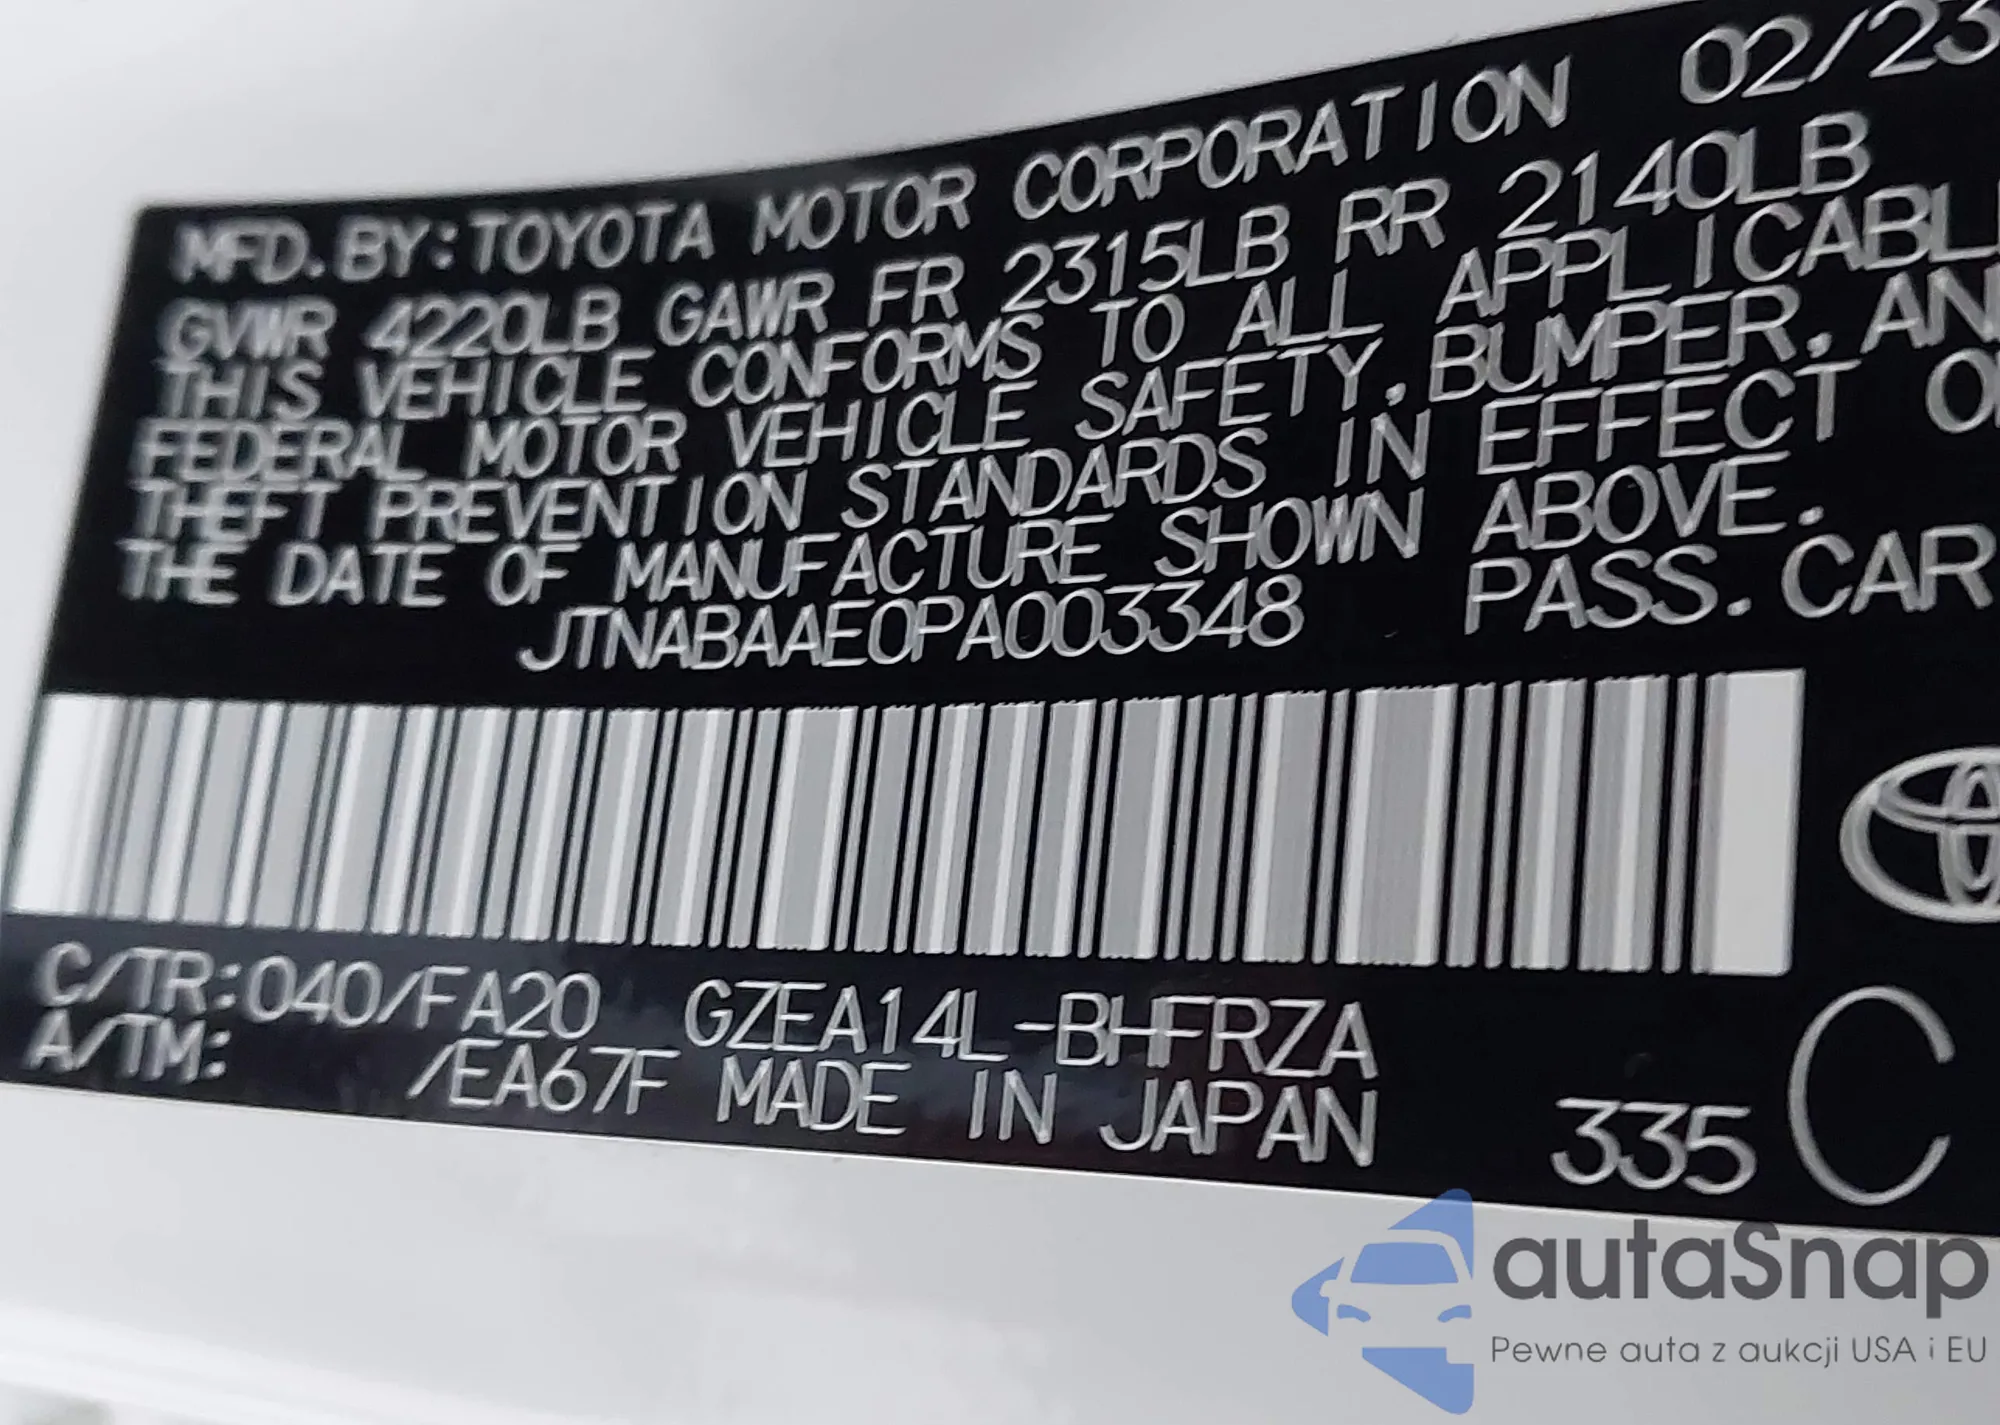 MFD.BY:TOYOTA MOTOR CORPORATION 02/23
GVWR 4220LB GAWR FR 2315LB RR 2140LB
THIS VEHICLE CONFORMS TO ALL APPLICABL
FEDERAL MOTOR VEHICLE SAFETY,BUMPER,AN
THEFT PREVENTION STANDARDS IN EFFECT O
THE DATE OF MANUFACTURE SHOWN ABOVE.
JTNABAAE0PA003348 PASS.CAR
C/TR:040/FA20 GZEA14L-BHFRZA
A/TM: /EA67F MADE IN JAPAN 335 C
autaSnap
Pewne auta z aukcji USA i EU